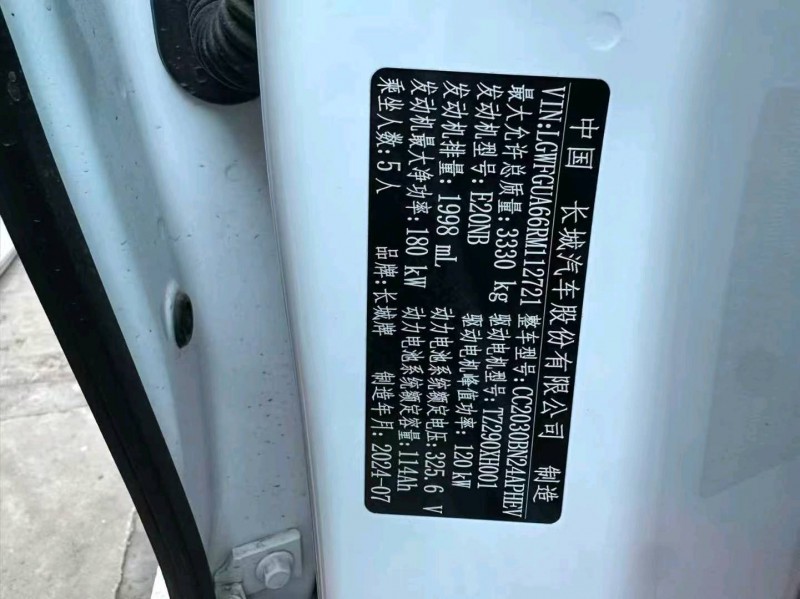 中国 长城汽车股份有限公司 制造
VIN:LGWFGUA66RM112721 整车型号:CC2030BN24APHEV
最大允许总质量:3330 kg 驱动电机型号:TZ290XH001
发动机型号:E20NB 驱动电机峰值功率:120 kW
发动机排量:1998 mL 动力电池系统额定电压:325.6 V
发动机最大净功率:180 kW 动力电池系统额定容量:114Ah
乘坐人数:5人 品牌:长城牌 制造年月:2024-07